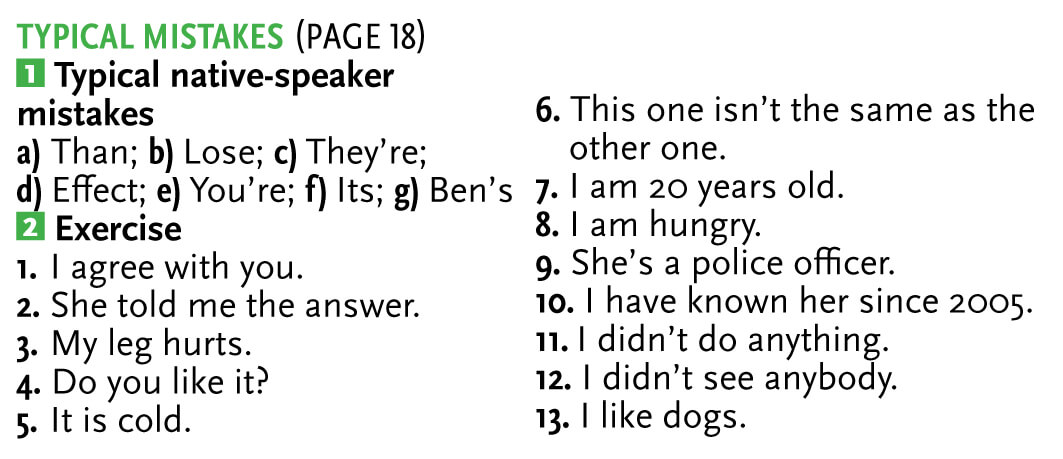 TYPICAL MISTAKES (PAGE 18)
1 Typical native-speaker
mistakes
a) Than; b) Lose; c) They’re;
d) Effect; e) You’re; f) Its; g) Ben’s
2 Exercise
1. I agree with you.
2. She told me the answer.
3. My leg hurts.
4. Do you like it?
5. It is cold.
6. This one isn’t the same as the
other one.
7. I am 20 years old.
8. I am hungry.
9. She’s a police officer.
10. I have known her since 2005.
11. I didn’t do anything.
12. I didn’t see anybody.
13. I like dogs.